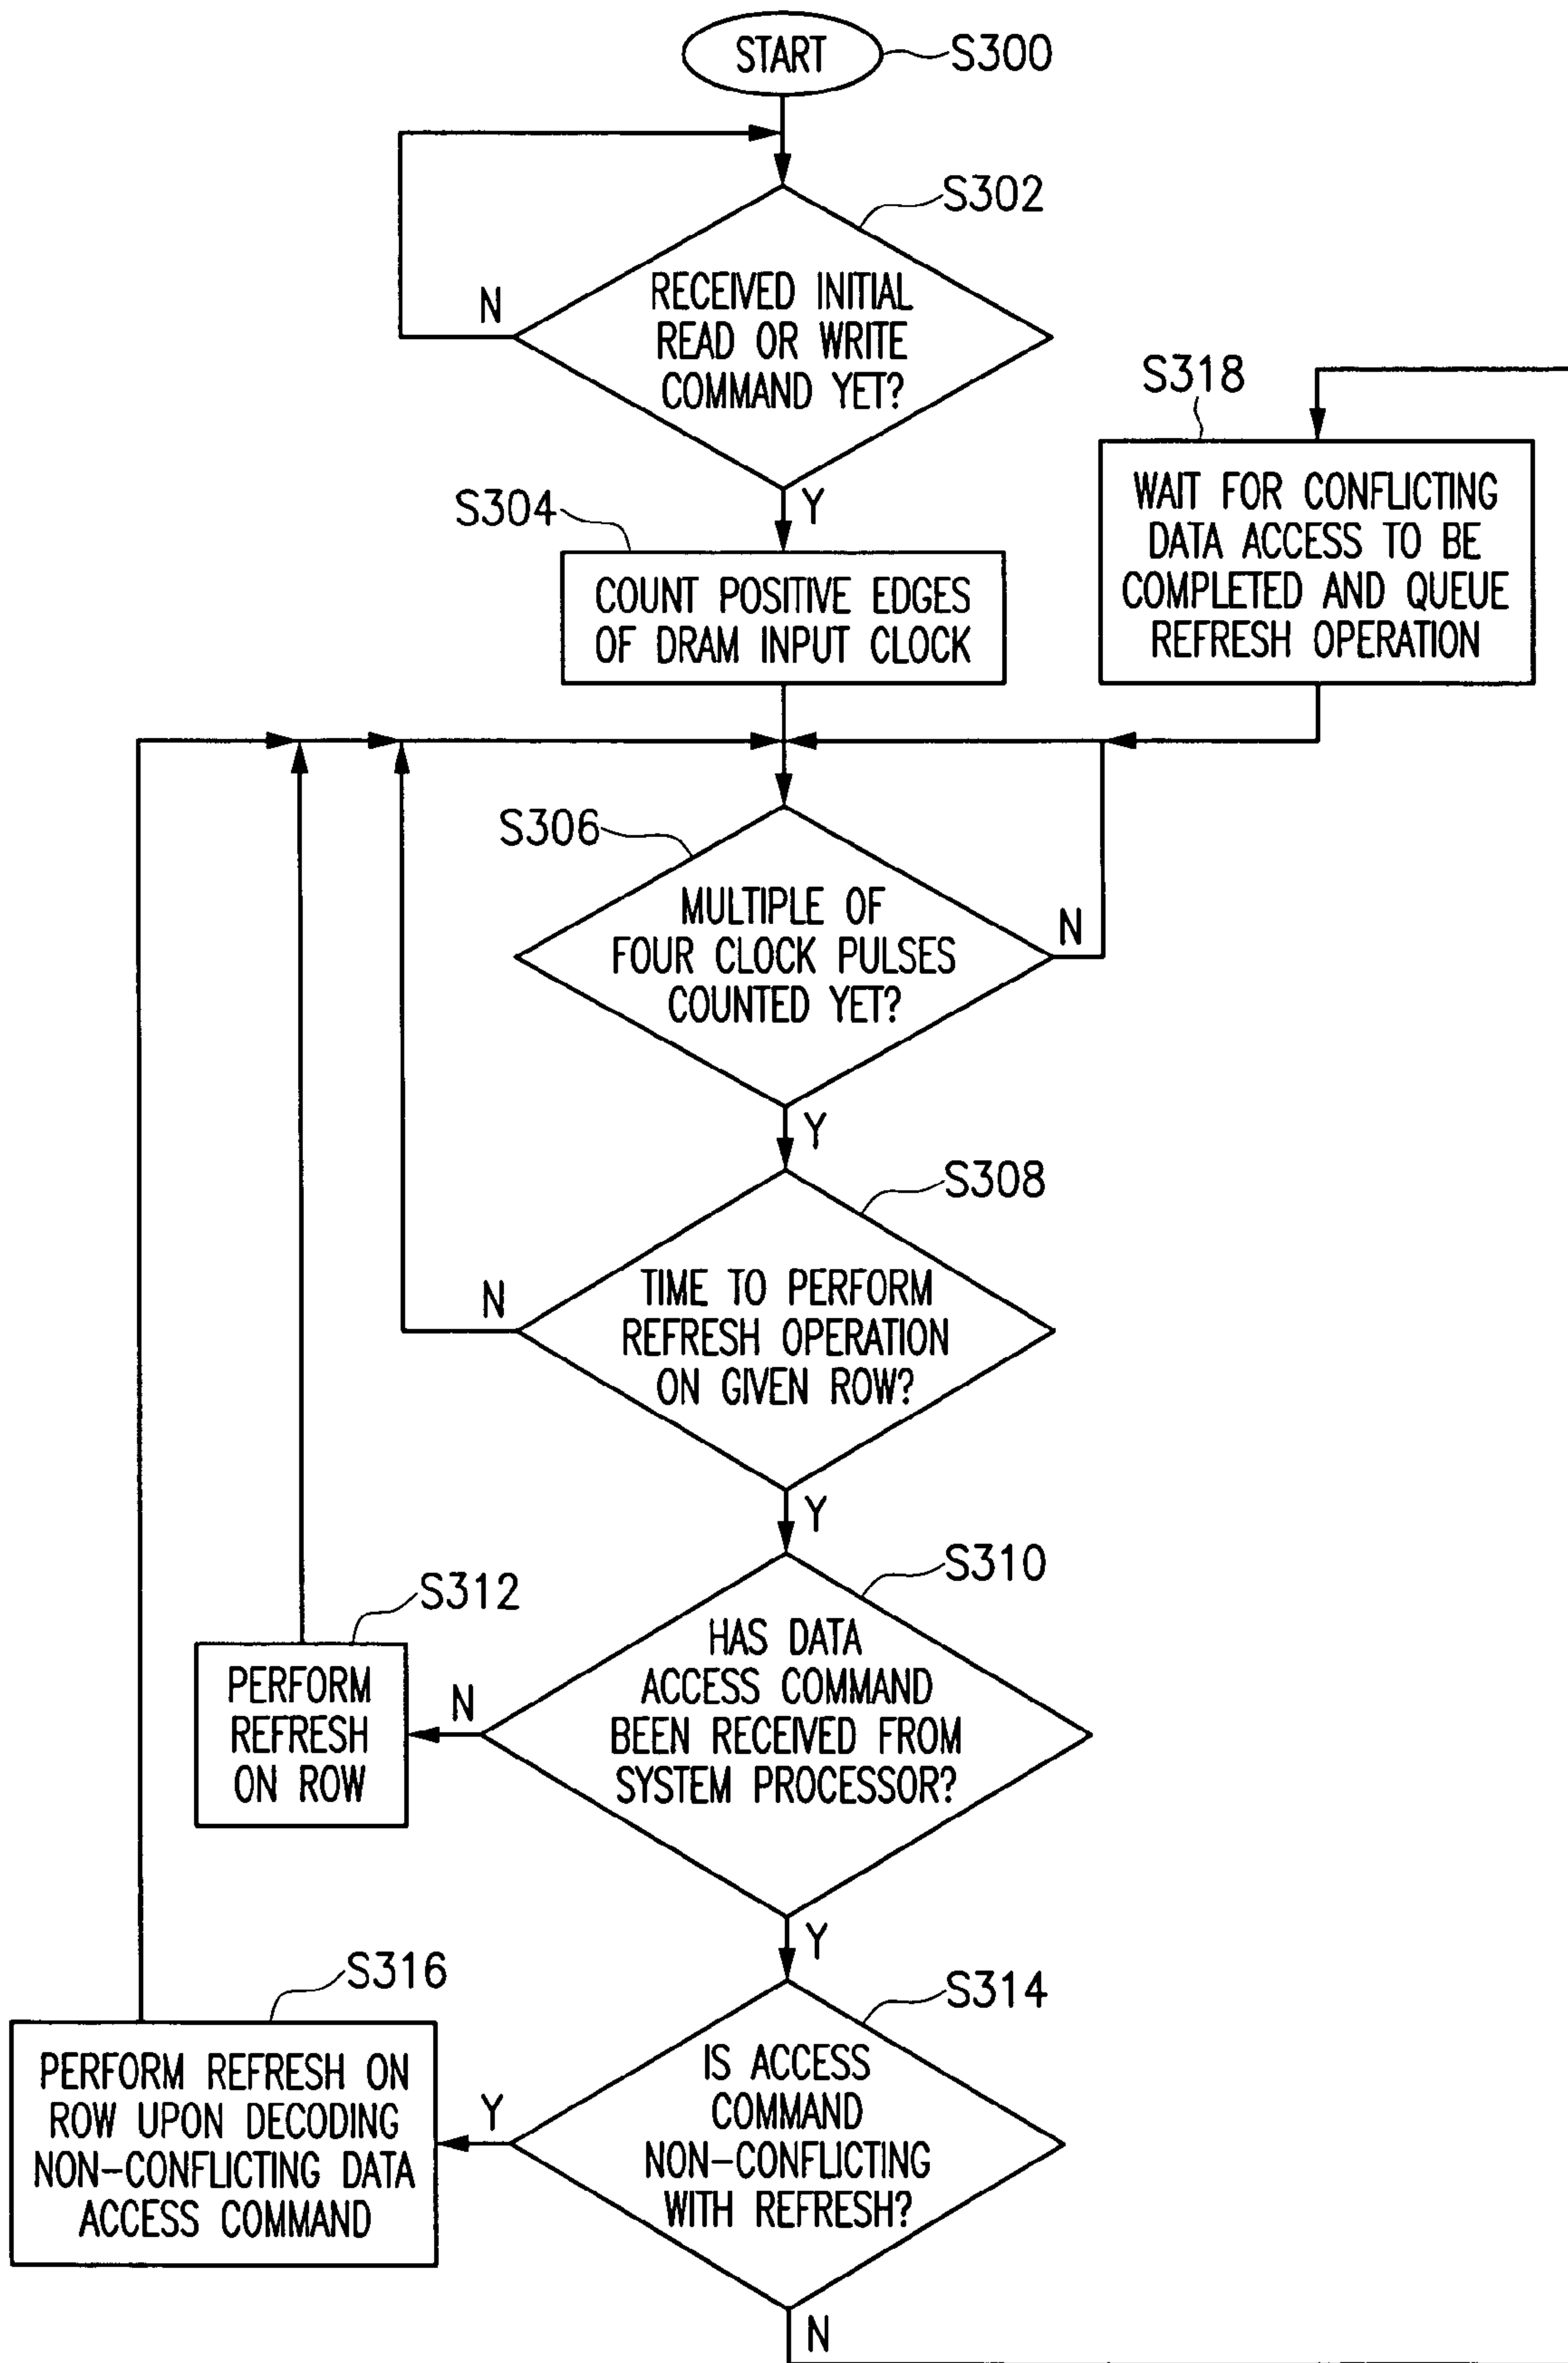 START
S300
S302
RECEIVED INITIAL
READ OR WRITE
COMMAND YET?
N
Y
S318
WAIT FOR CONFLICTING
DATA ACCESS TO BE
COMPLETED AND QUEUE
REFRESH OPERATION
S304
COUNT POSITIVE EDGES
OF DRAM INPUT CLOCK
S306
MULTIPLE OF
FOUR CLOCK PULSES
COUNTED YET?
N
Y
S308
TIME TO PERFORM
REFRESH OPERATION
ON GIVEN ROW?
N
Y
S310
HAS DATA
ACCESS COMMAND
BEEN RECEIVED FROM
SYSTEM PROCESSOR?
N
Y
S312
PERFORM
REFRESH
ON ROW
S314
IS ACCESS
COMMAND
NON-CONFLICTING
WITH REFRESH?
Y
N
S316
PERFORM REFRESH ON
ROW UPON DECODING
NON-CONFLICTING DATA
ACCESS COMMAND